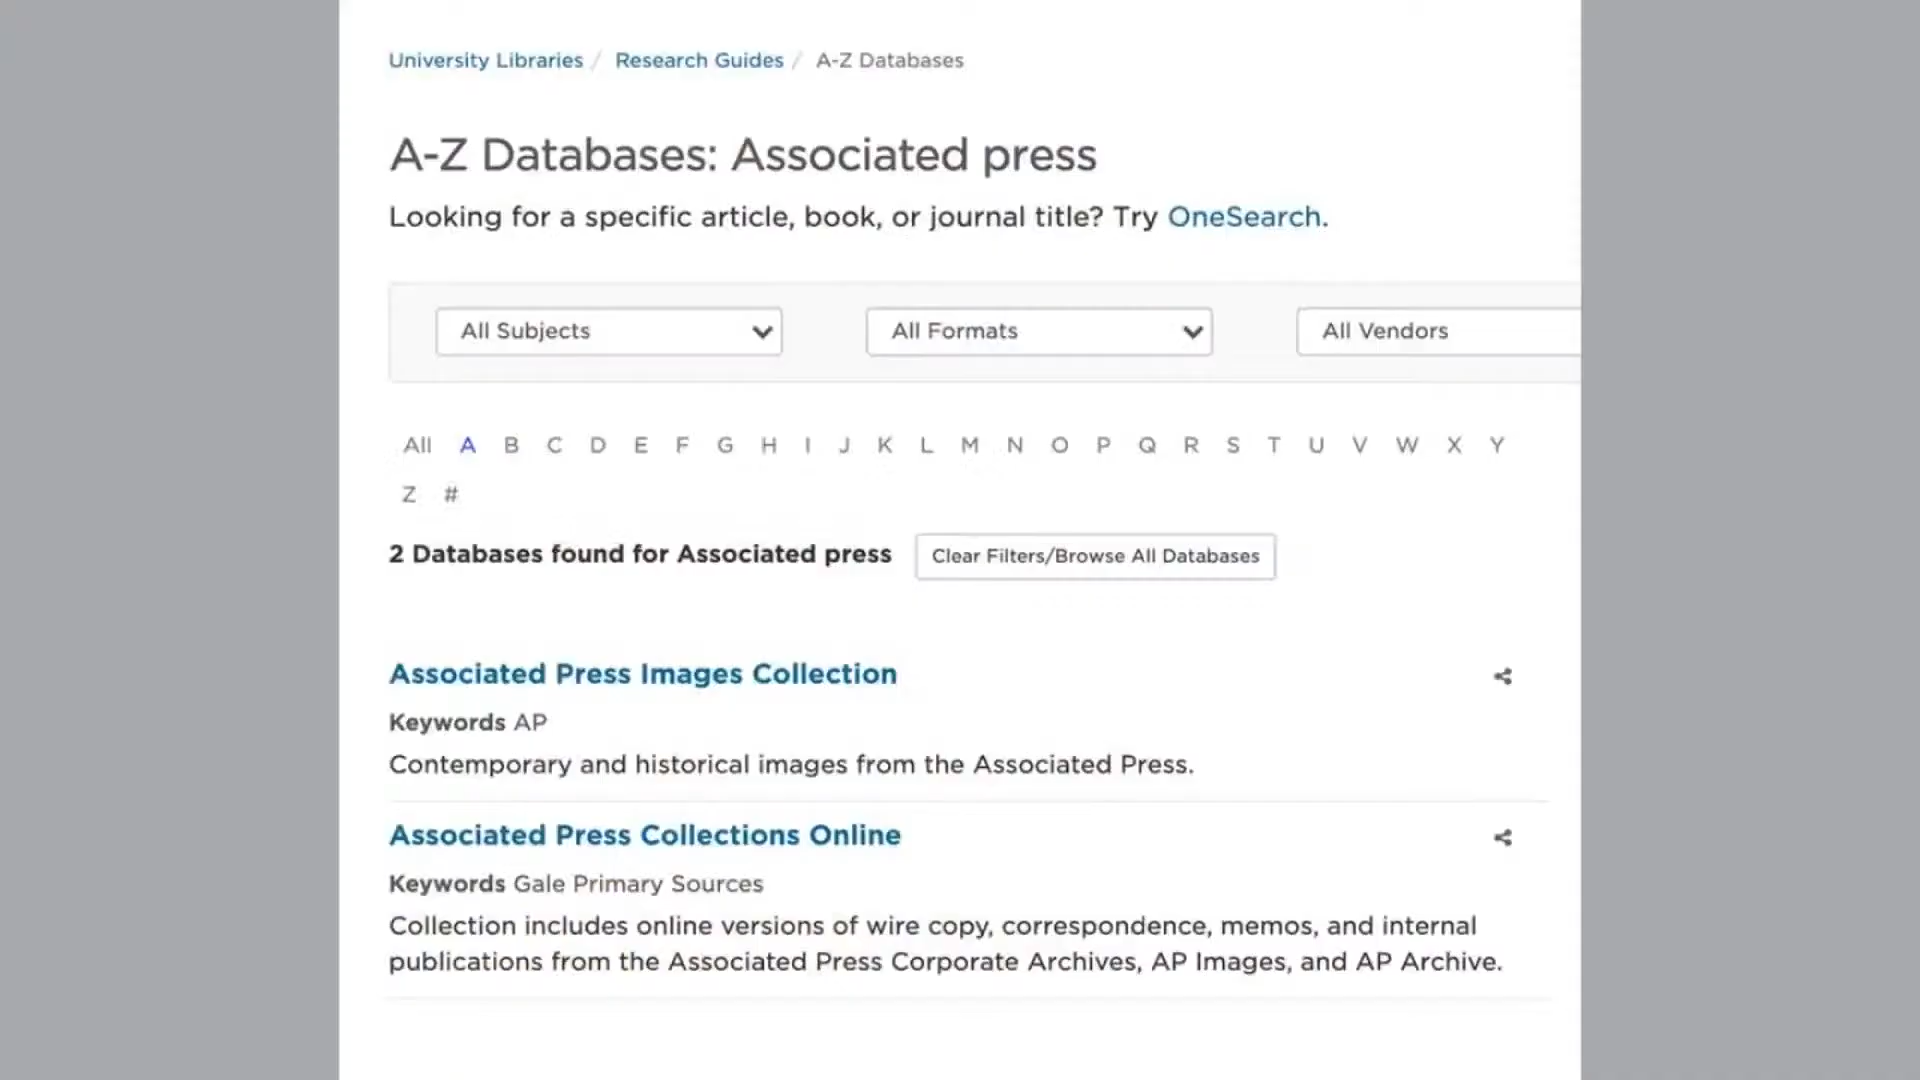 University Libraries / Research Guides / A-Z Databases
A-Z Databases: Associated press
Looking for a specific article, book, or journal title? Try OneSearch.
All Subjects All Formats All Vendors
All A B C D E F G H I J K L M N O P Q R S T U V W X Y
Z #
2 Databases found for Associated press Clear Filters/Browse All Databases
Associated Press Images Collection
Keywords AP
Contemporary and historical images from the Associated Press.
Associated Press Collections Online
Keywords Gale Primary Sources
Collection includes online versions of wire copy, correspondence, memos, and internal
publications from the Associated Press Corporate Archives, AP Images, and AP Archive.